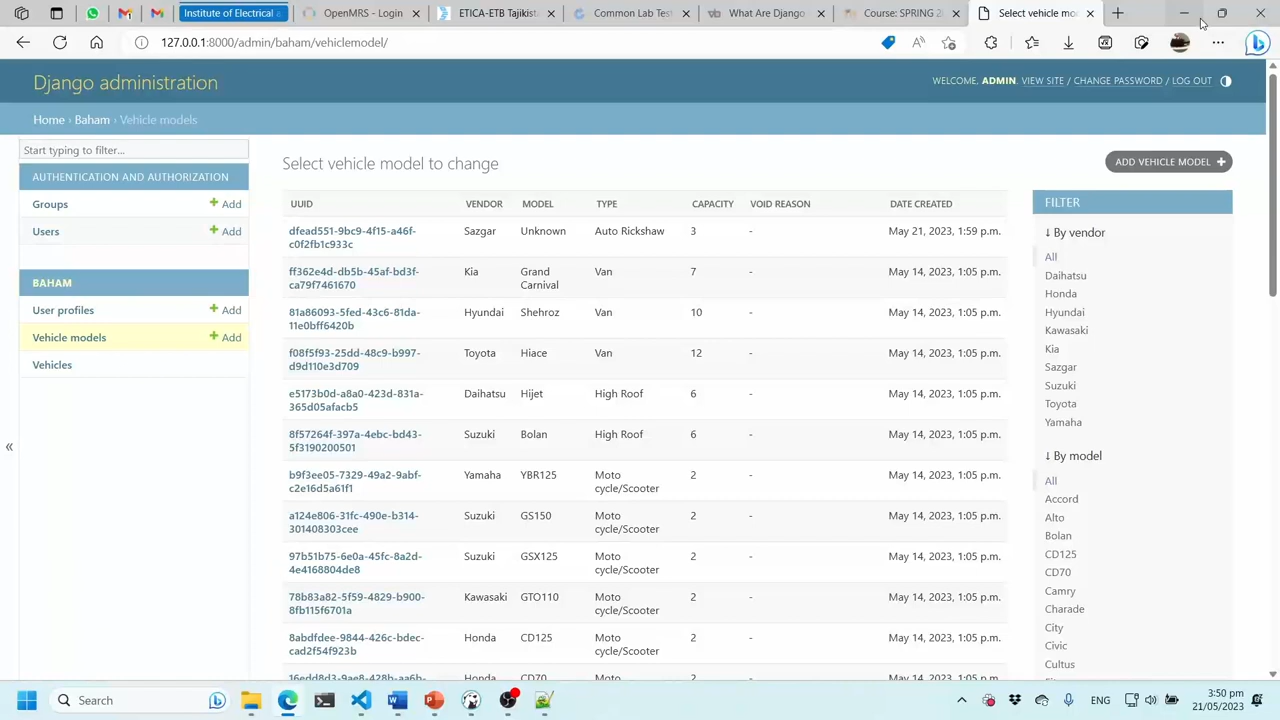 Institute of Electrical a
OpenMRS - Login
ETICA-ETB Tajikist
Common Lab Test
What Are Django
Course: SPRING 2
Select vehicle mo
127.0.0.1:8000/admin/baham/vehiclemodel/
Django administration
WELCOME, ADMIN. VIEW SITE / CHANGE PASSWORD / LOG OUT
Home › Baham › Vehicle models
Start typing to filter...
AUTHENTICATION AND AUTHORIZATION
Groups + Add
Users + Add
BAHAM
User profiles + Add
Vehicle models + Add
Vehicles
«
Select vehicle model to change
ADD VEHICLE MODEL +
UUID VENDOR MODEL TYPE CAPACITY VOID REASON DATE CREATED
dfead551-9bc9-4f15-a46f- Sazgar Unknown Auto Rickshaw 3 - May 21, 2023, 1:59 p.m.
c0f2fb1c933c
ff362e4d-db5b-45af-bd3f- Kia Grand Van 7 - May 14, 2023, 1:05 p.m.
ca79f7461670 Carnival
81a86093-5fed-43c6-81da- Hyundai Shehroz Van 10 - May 14, 2023, 1:05 p.m.
11e0bff6420b
f08f5f93-25dd-48c9-b997- Toyota Hiace Van 12 - May 14, 2023, 1:05 p.m.
d9d110e3d709
e5173b0d-a8a0-423d-831a- Daihatsu Hijet High Roof 6 - May 14, 2023, 1:05 p.m.
365d05afacb5
8f57264f-397a-4ebc-bd43- Suzuki Bolan High Roof 6 - May 14, 2023, 1:05 p.m.
5f3190200501
b9f3ee05-7329-49a2-9abf- Yamaha YBR125 Moto 2 - May 14, 2023, 1:05 p.m.
c2e16d5a61f1 cycle/Scooter
a124e806-31fc-490e-b314- Suzuki GS150 Moto 2 - May 14, 2023, 1:05 p.m.
301408303cee cycle/Scooter
97b51b75-6e0a-45fc-8a2d- Suzuki GSX125 Moto 2 - May 14, 2023, 1:05 p.m.
4e4168804de8 cycle/Scooter
78b83a82-5f59-4829-b900- Kawasaki GTO110 Moto 2 - May 14, 2023, 1:05 p.m.
8fb115f6701a cycle/Scooter
8abdfdee-9844-426c-bdec- Honda CD125 Moto 2 - May 14, 2023, 1:05 p.m.
cad2f54f923b cycle/Scooter
16edd8d3-9ae8-428b-aa6b- Honda CD70 Moto 2 - May 14, 2023, 1:05 p.m.
FILTER
↓ By vendor
All
Daihatsu
Honda
Hyundai
Kawasaki
Kia
Sazgar
Suzuki
Toyota
Yamaha
↓ By model
All
Accord
Alto
Bolan
CD125
CD70
Camry
Charade
City
Civic
Cultus
Search
ENG
3:50 pm
21/05/2023